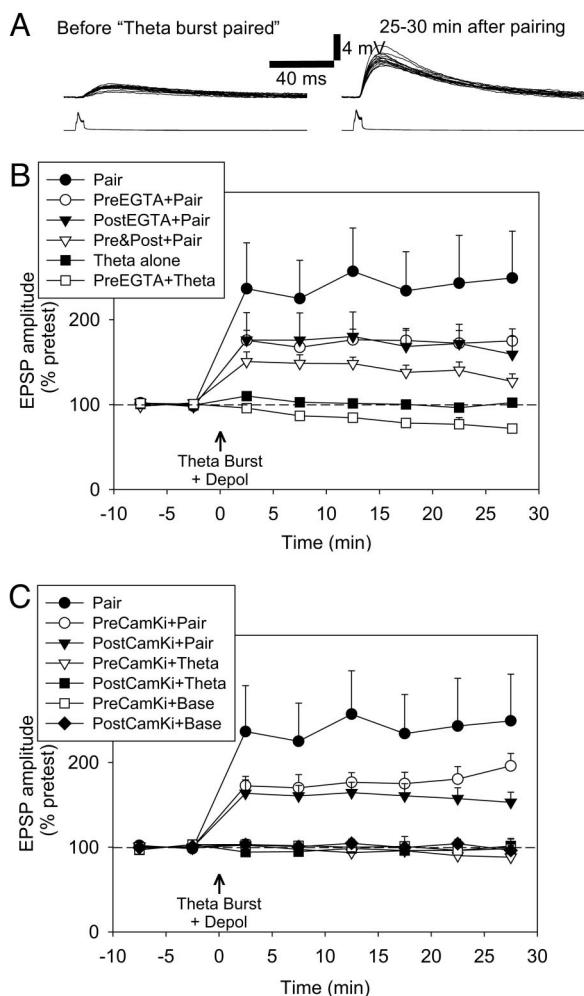 A
Before “Theta burst paired”
25-30 min after pairing
4 mV
40 ms
B
Pair
PreEGTA+Pair
PostEGTA+Pair
Pre&Post+Pair
Theta alone
PreEGTA+Theta
EPSP amplitude
(% pretest)
200
100
0
Theta Burst
+ Depol
-10 -5 0 5 10 15 20 25 30
Time (min)
C
Pair
PreCamKi+Pair
PostCamKi+Pair
PreCamKi+Theta
PostCamKi+Theta
PreCamKi+Base
PostCamKi+Base
EPSP amplitude
(% pretest)
200
100
0
Theta Burst
+ Depol
-10 -5 0 5 10 15 20 25 30
Time (min)